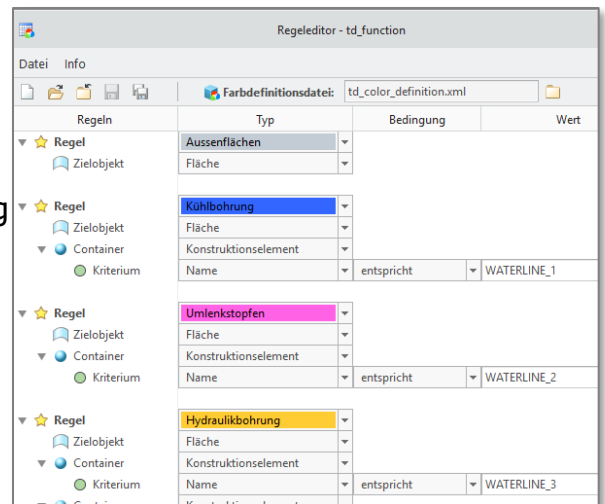 Regeleditor - td_function
Datei Info
Farbdefinitionsdatei: td_color_definition.xml
Regeln Typ Bedingung Wert
Regel Aussenflächen
Zielobjekt Fläche
g
Regel Kühlbohrung
Zielobjekt Fläche
Container Konstruktionselement
Kriterium Name entspricht WATERLINE_1
Regel Umlenkstopfen
Zielobjekt Fläche
Container Konstruktionselement
Kriterium Name entspricht WATERLINE_2
Regel Hydraulikbohrung
Zielobjekt Fläche
Container Konstruktionselement
Kriterium Name entspricht WATERLINE_3